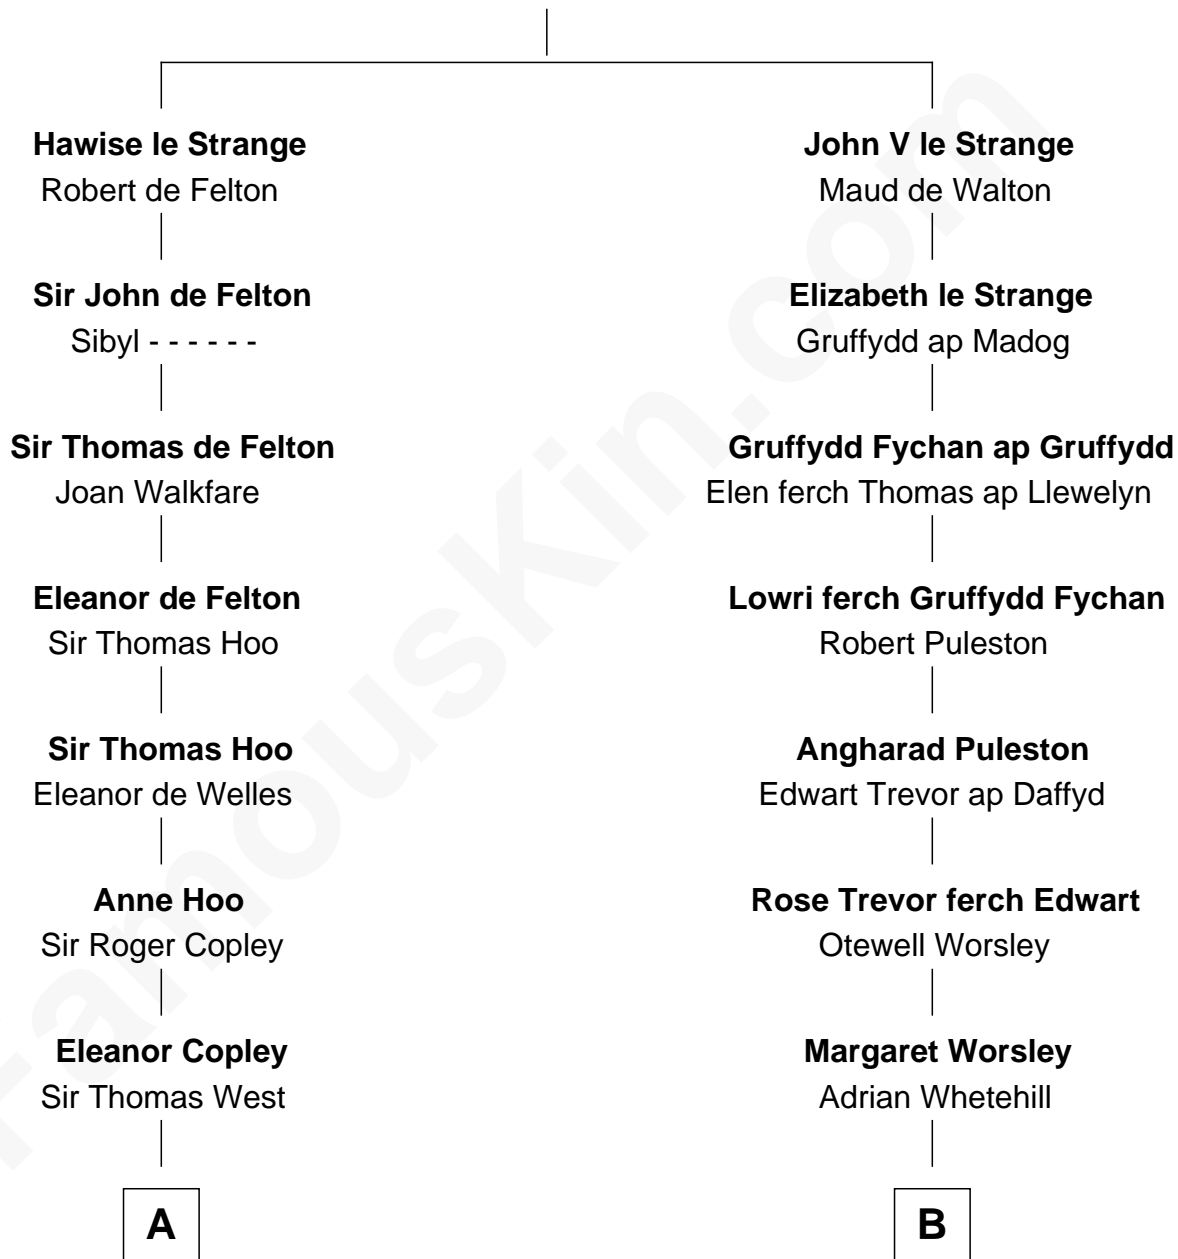 Hawise le Strange
Robert de Felton
Sir John de Felton
Sibyl - - - - - -
Sir Thomas de Felton
Joan Walkfare
Eleanor de Felton
Sir Thomas Hoo
Sir Thomas Hoo
Eleanor de Welles
Anne Hoo
Sir Roger Copley
Eleanor Copley
Sir Thomas West
A
John V le Strange
Maud de Walton
Elizabeth le Strange
Gruffydd ap Madog
Gruffydd Fychan ap Gruffydd
Elen ferch Thomas ap Llewelyn
Lowri ferch Gruffydd Fychan
Robert Puleston
Angharad Puleston
Edwart Trevor ap Daffyd
Rose Trevor ferch Edwart
Otewell Worsley
Margaret Worsley
Adrian Whetehill
B
FamousKin.com